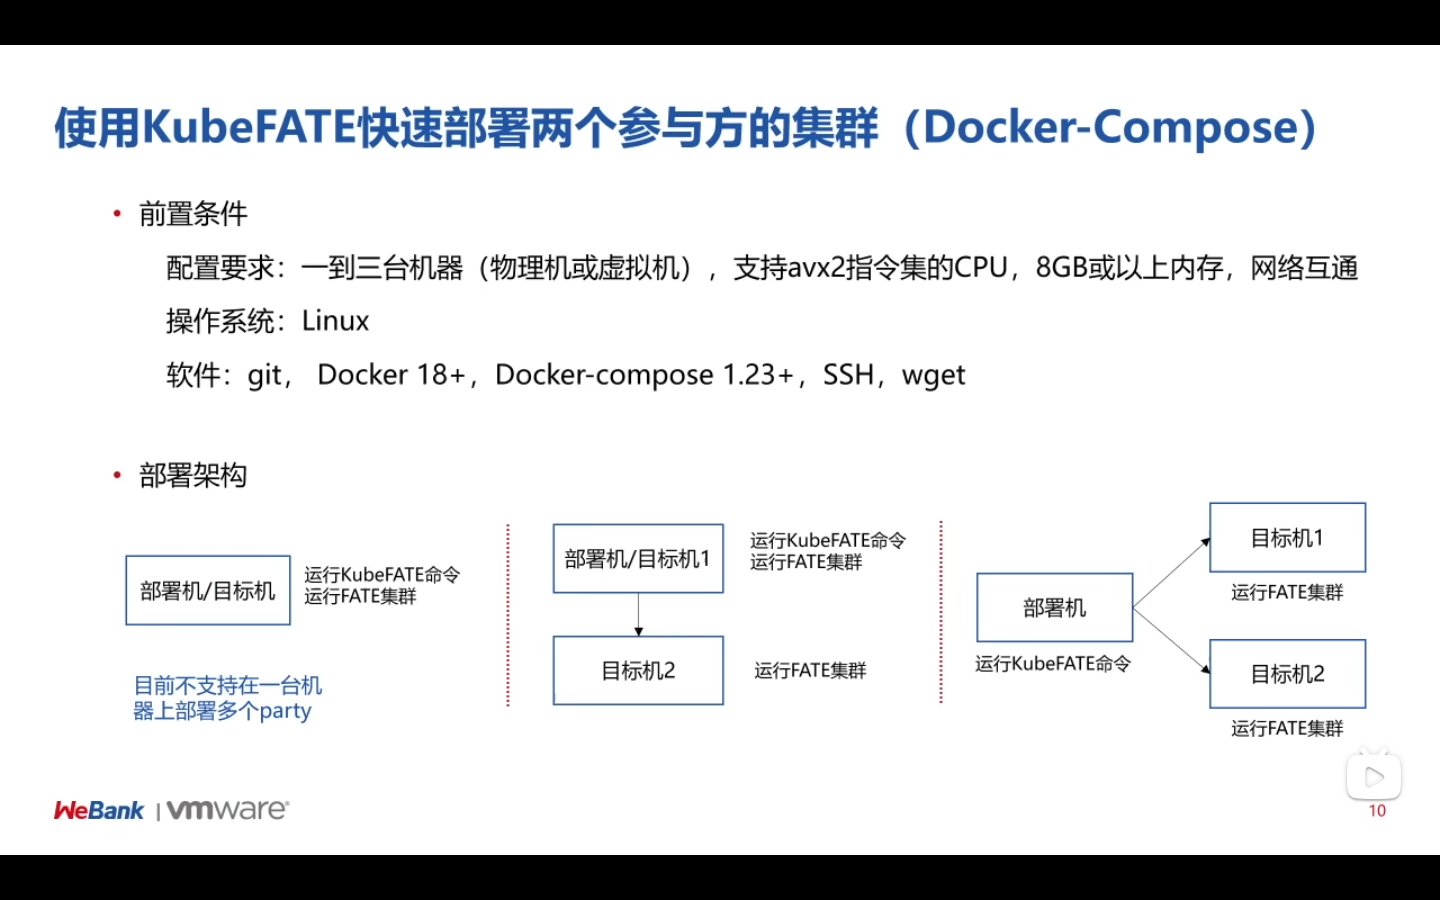 使用KubeFATE快速部署两个参与方的集群（Docker-Compose）
• 前置条件
配置要求：一到三台机器（物理机或虚拟机），支持avx2指令集的CPU，8GB或以上内存，网络互通
操作系统：Linux
软件：git， Docker 18+，Docker-compose 1.23+，SSH，wget
• 部署架构
部署机/目标机
运行KubeFATE命令
运行FATE集群
目前不支持在一台机
器上部署多个party
部署机/目标机1
运行KubeFATE命令
运行FATE集群
目标机2
运行FATE集群
部署机
运行KubeFATE命令
目标机1
运行FATE集群
目标机2
运行FATE集群
WeBank | vmware®
10